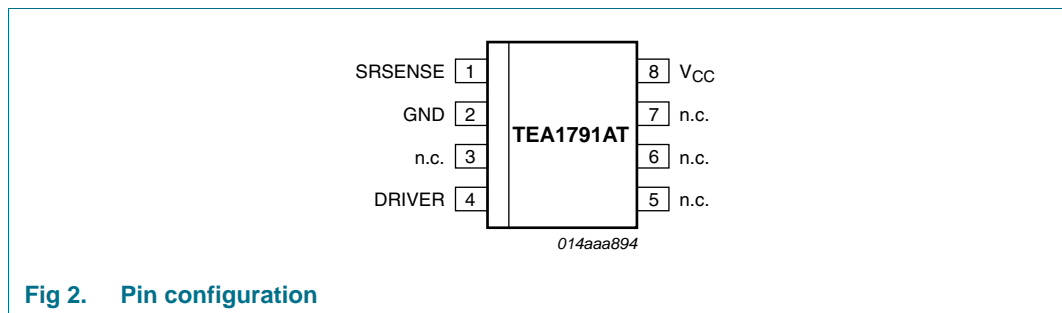 SRSENSE 1 8 VCC
GND 2 7 n.c.
TEA1791AT
n.c. 3 6 n.c.
DRIVER 4 5 n.c.
014aaa894
Fig 2. Pin configuration